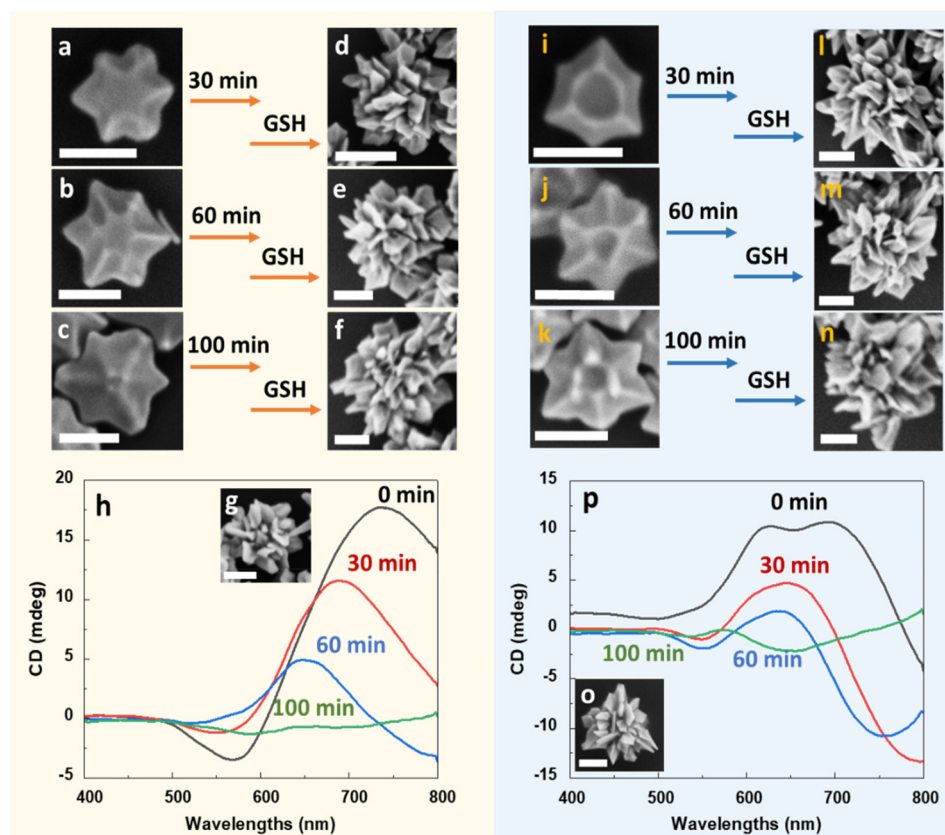 a
30 min
GSH
d
b
60 min
GSH
e
c
100 min
GSH
f
i
30 min
GSH
l
j
60 min
GSH
m
k
100 min
GSH
n
h
g
0 min
30 min
60 min
100 min
20
15
10
5
0
-5
CD (mdeg)
400 500 600 700 800
Wavelengths (nm)
p
0 min
30 min
100 min
60 min
o
15
10
5
0
-5
-10
-15
CD (mdeg)
400 500 600 700 800
Wavelengths (nm)